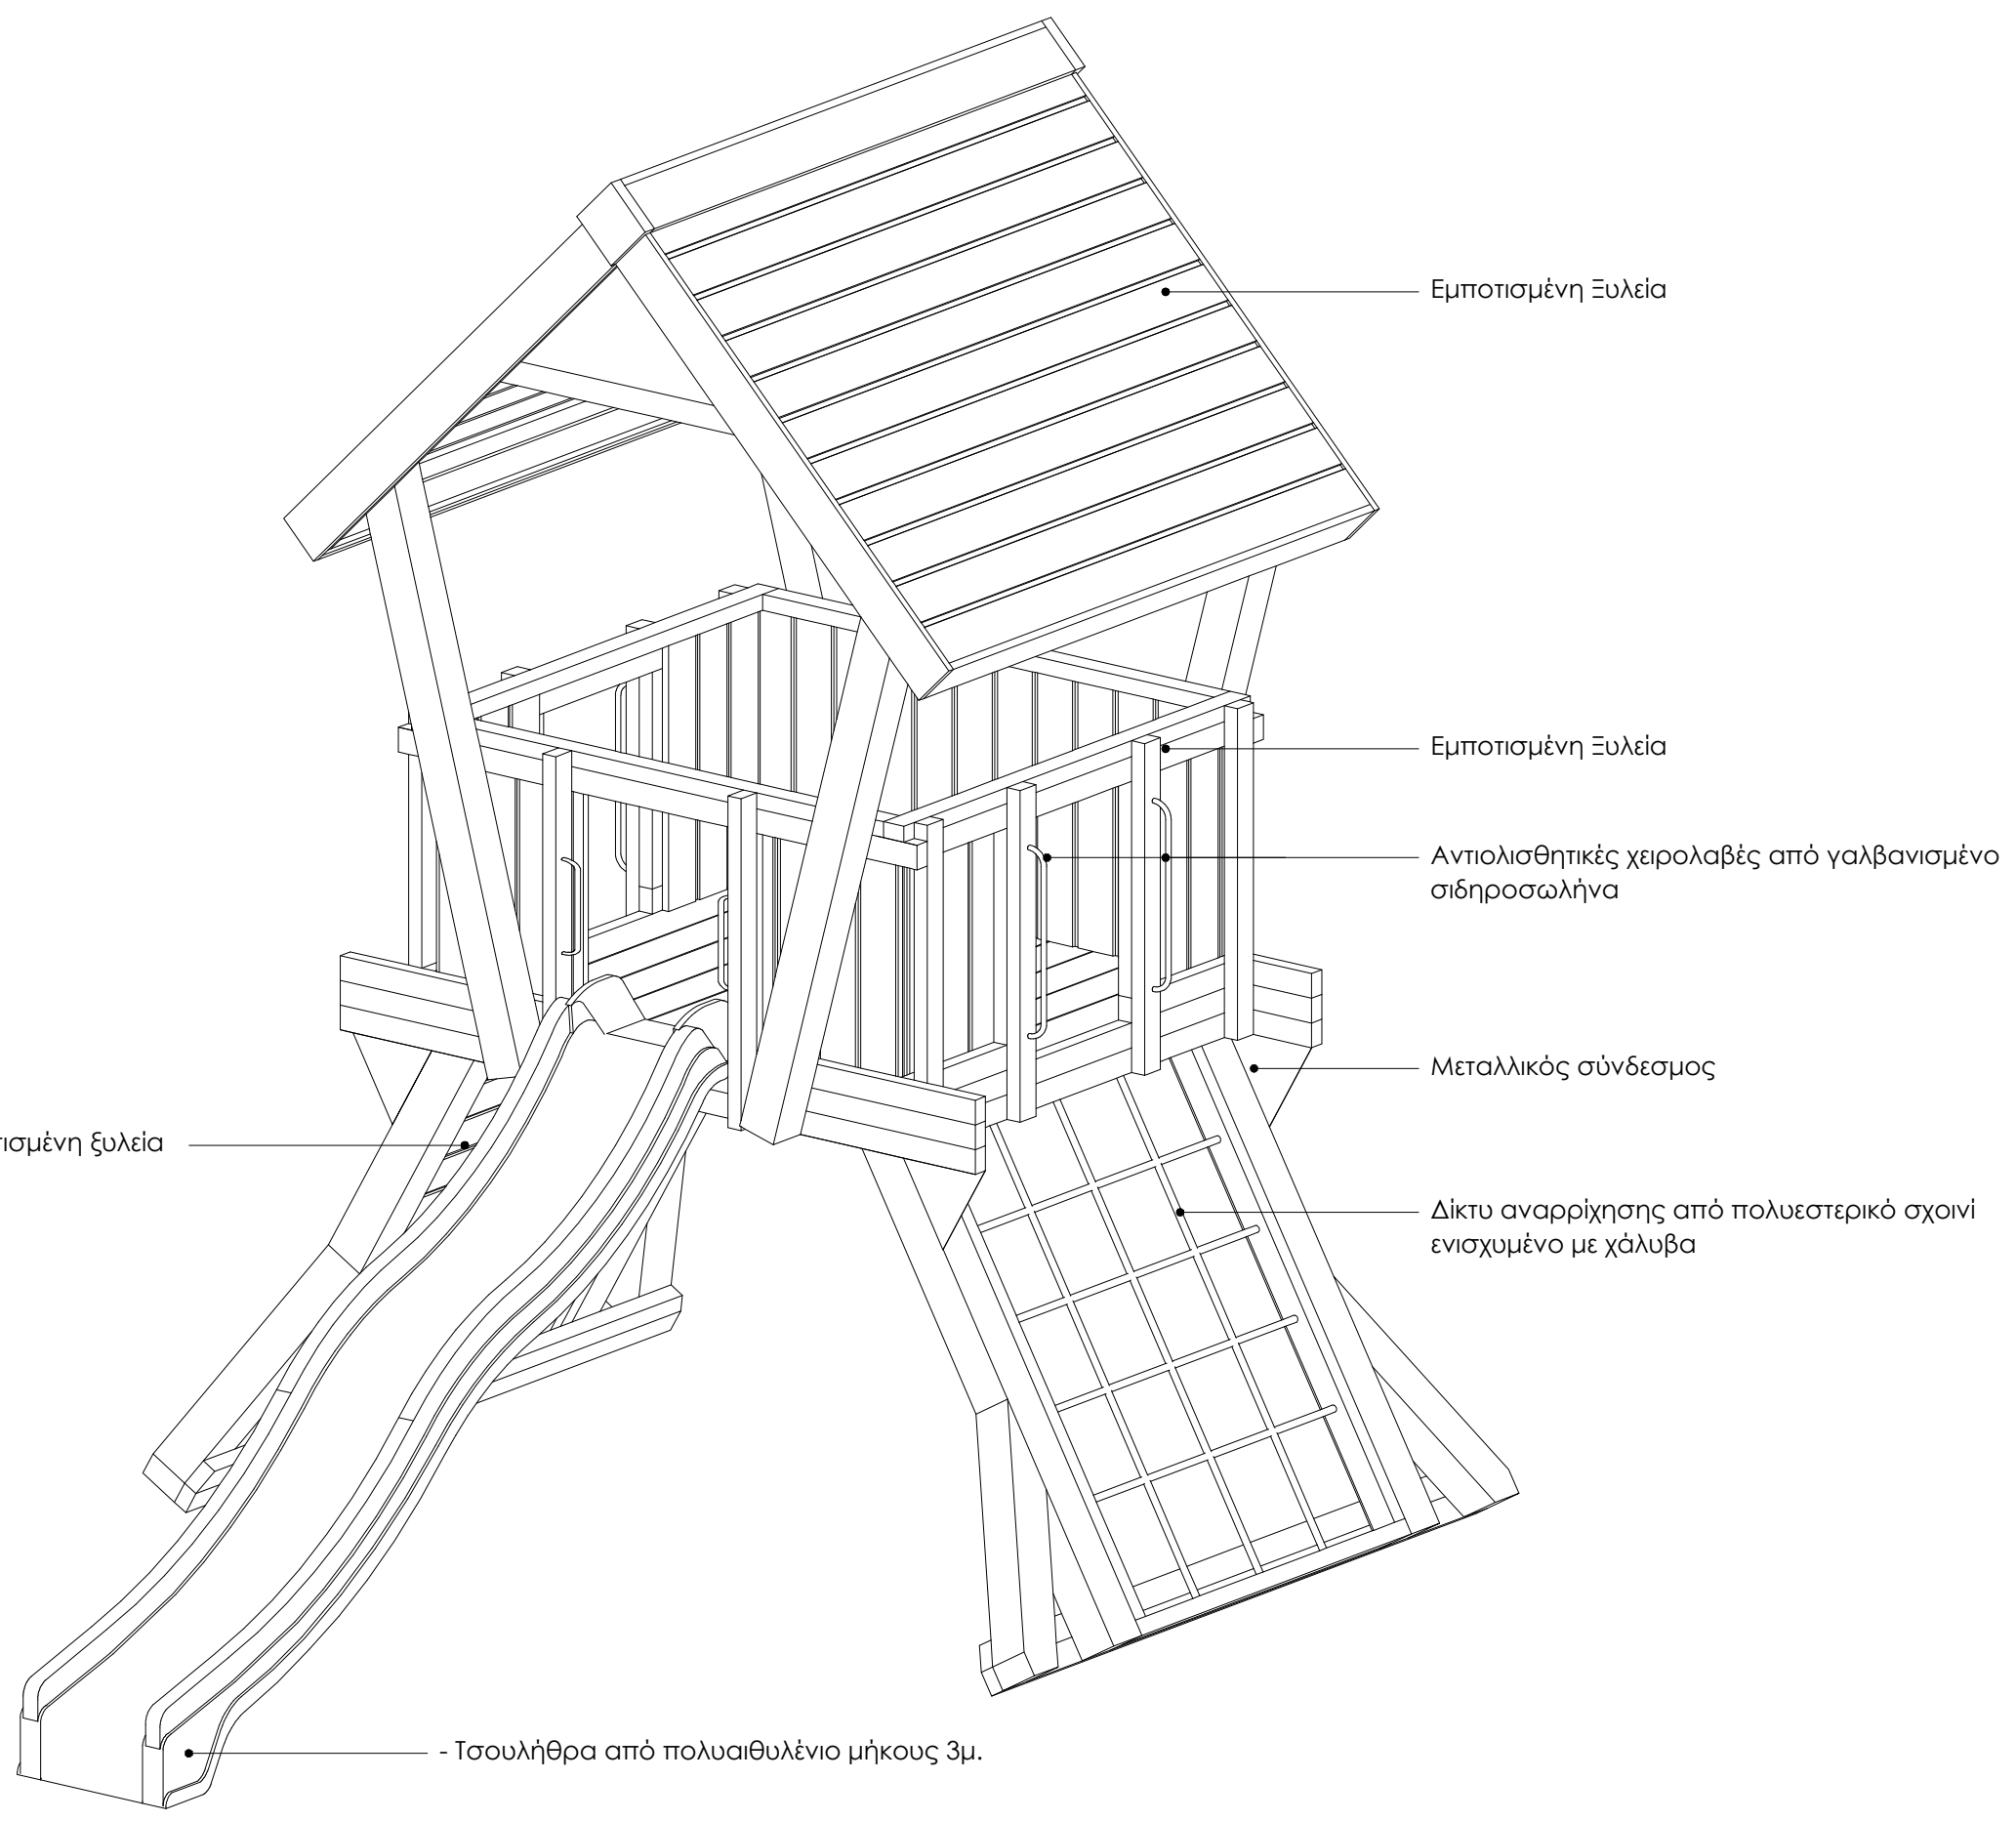 Εμποτισμένη Ξυλεία
Εμποτισμένη Ξυλεία
Αντιολισθητικές χειρολαβές από γαλβανισμένο
σιδηροσωλήνα
Μεταλλικός σύνδεσμος
ξυλεία
Δίκτυ αναρρίχησης από πολυεστερικό σχοινί
ενισχυμένο με χάλυβα
- Τσουλήθρα από πολυαιθυλένιο μήκους 3μ.